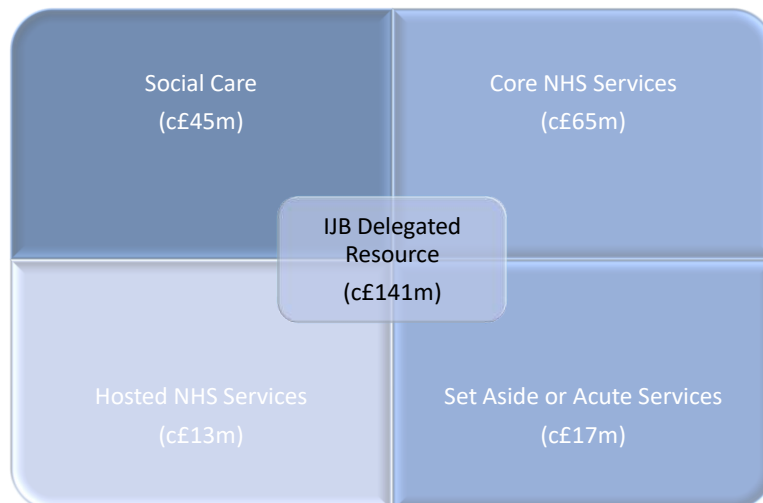 Social Care
(c£45m)
Core NHS Services
(c£65m)
IJB Delegated
Resource
(c£141m)
Hosted NHS Services
(c£13m)
Set Aside or Acute Services
(c£17m)